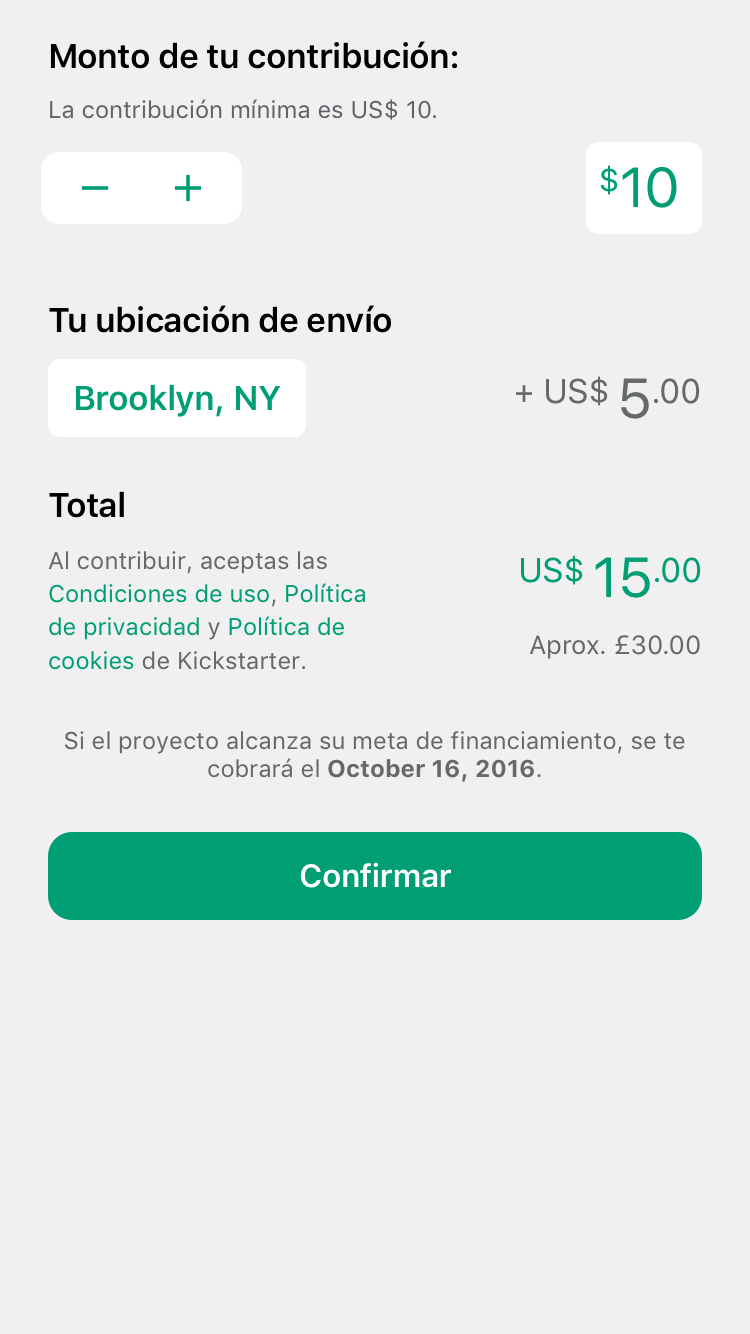 Monto de tu contribución:
La contribución mínima es US$ 10.
− +
$10
Tu ubicación de envío
Brooklyn, NY
+ US$ 5.00
Total
Al contribuir, aceptas las
Condiciones de uso, Política
de privacidad y Política de
cookies de Kickstarter.
US$ 15.00
Aprox. £30.00
Si el proyecto alcanza su meta de financiamiento, se te
cobrará el October 16, 2016.
Confirmar